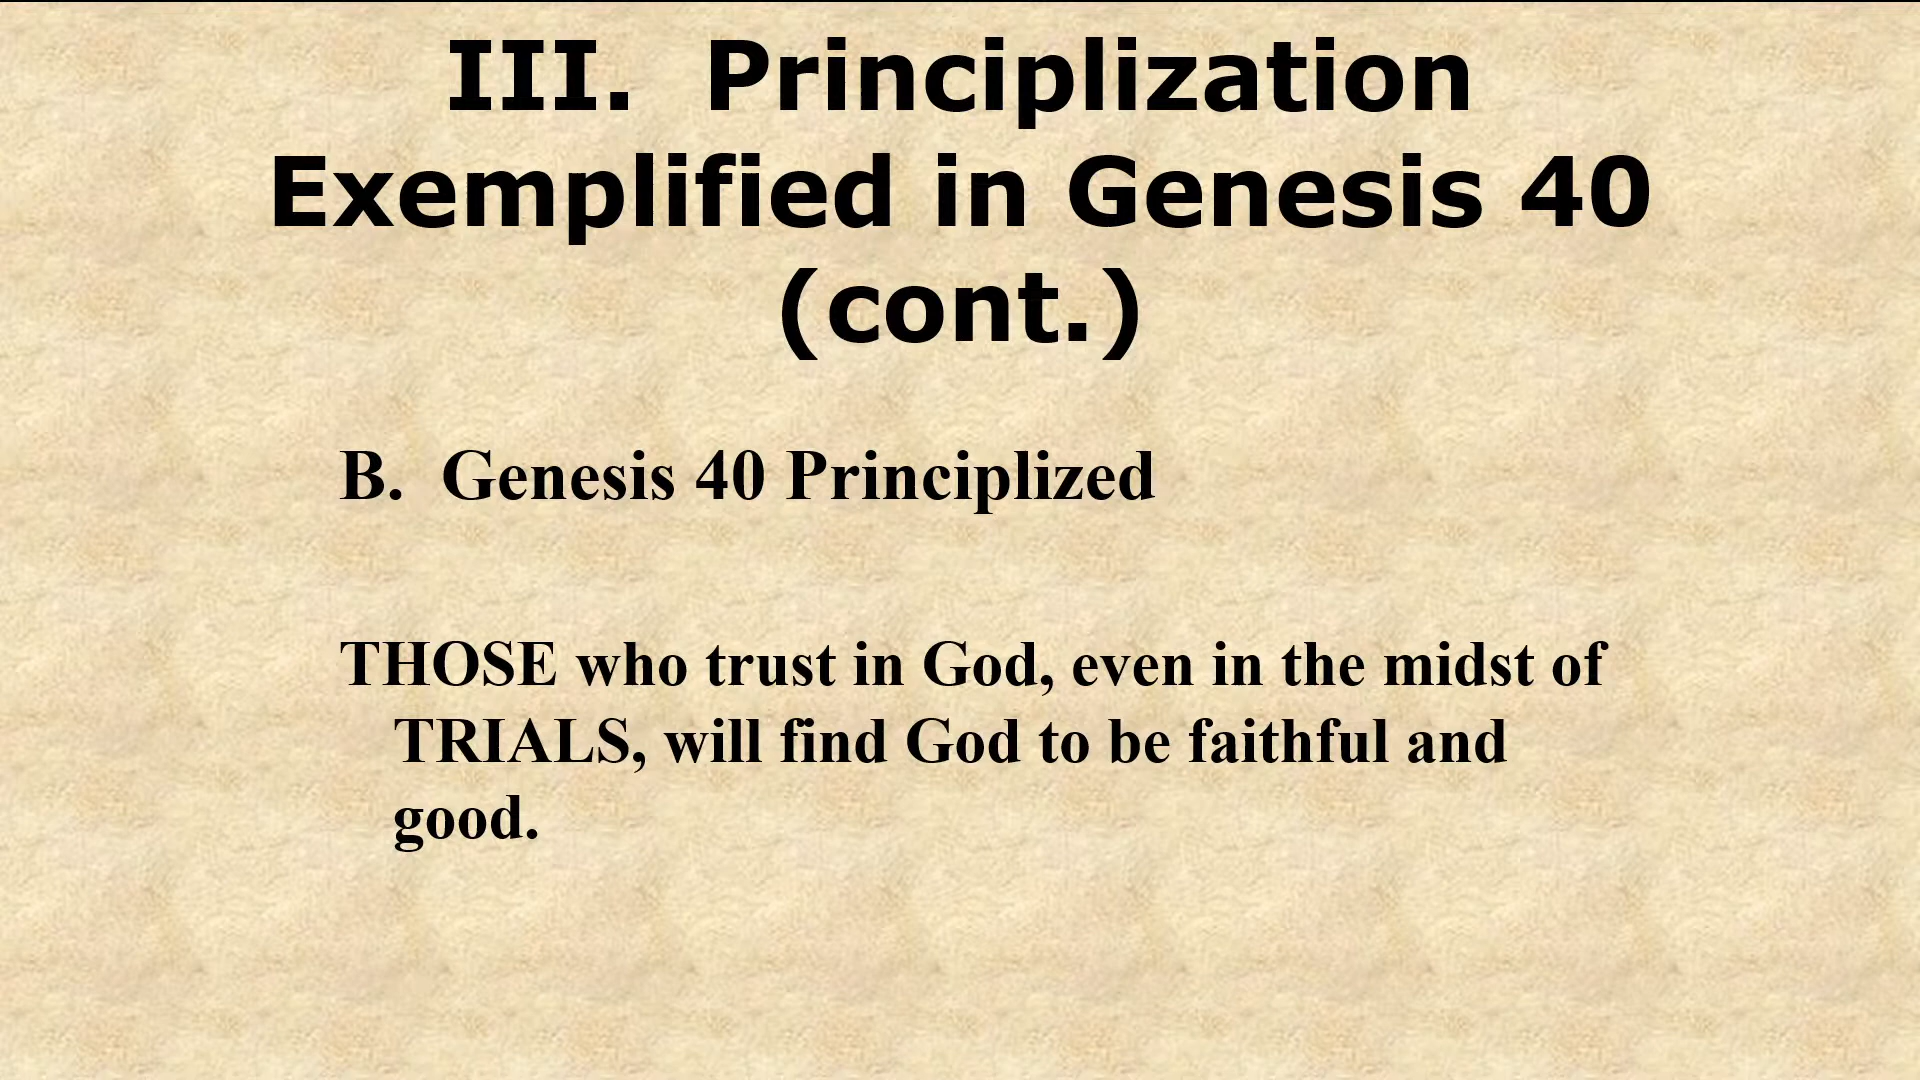 III.  Principlization
Exemplified in Genesis 40
(cont.)
B.  Genesis 40 Principlized
THOSE who trust in God, even in the midst of
TRIALS, will find God to be faithful and
good.